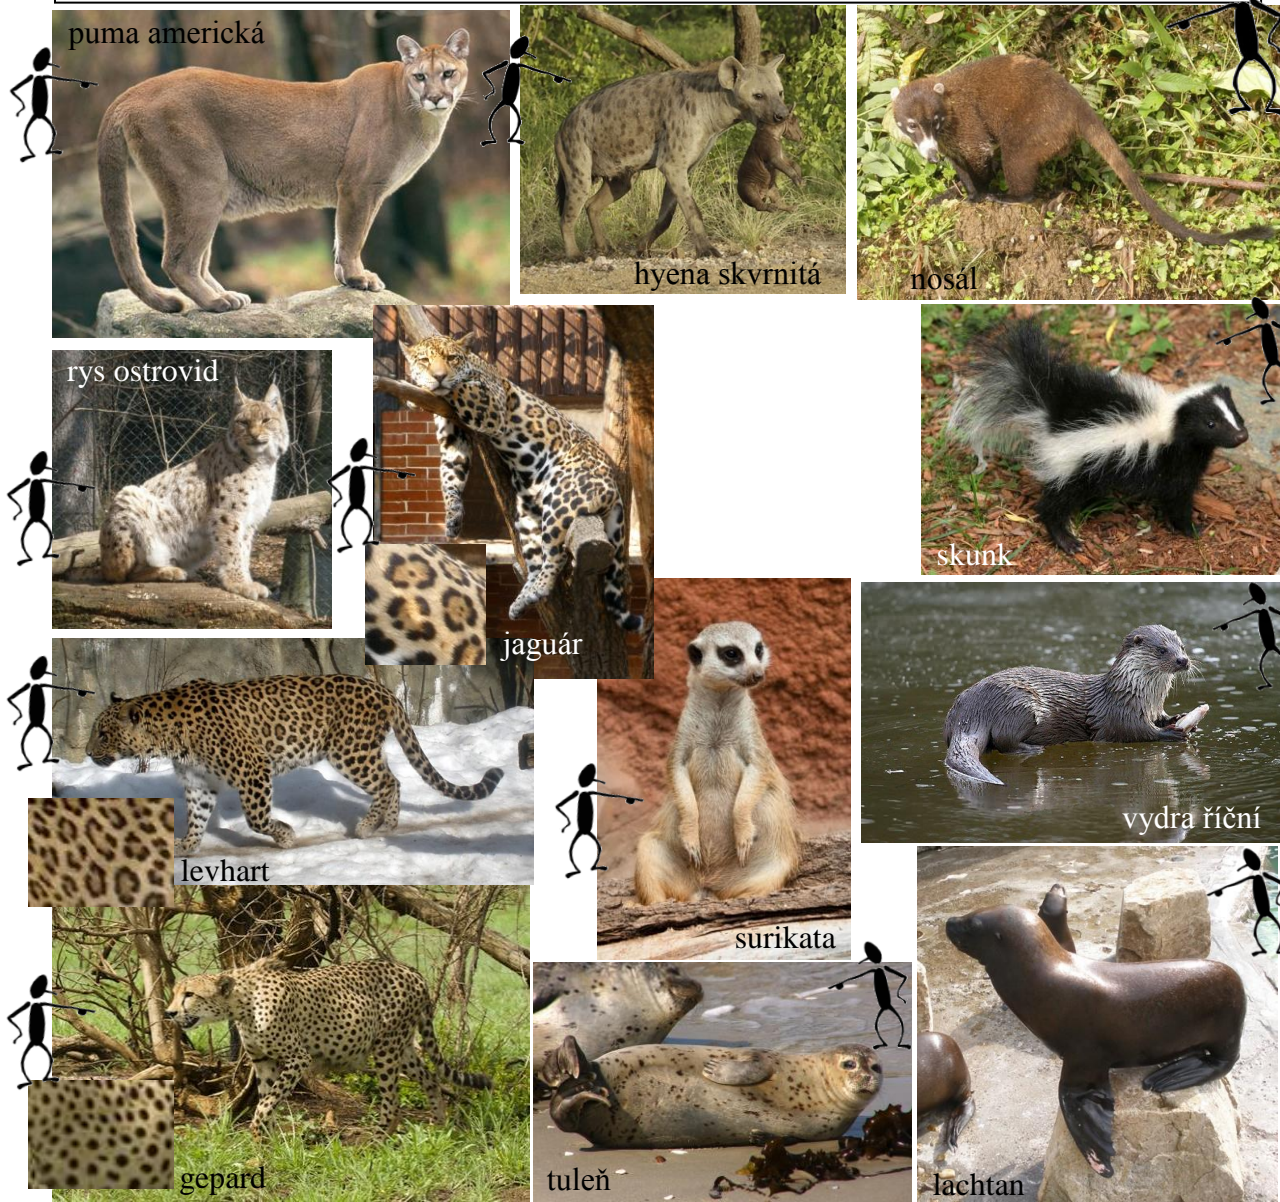 puma americká
hyena skvrnitá
nosál
rys ostrovid
skunk
jaguár
vydra říční
levhart
surikata
gepard
tuleň
lachtan